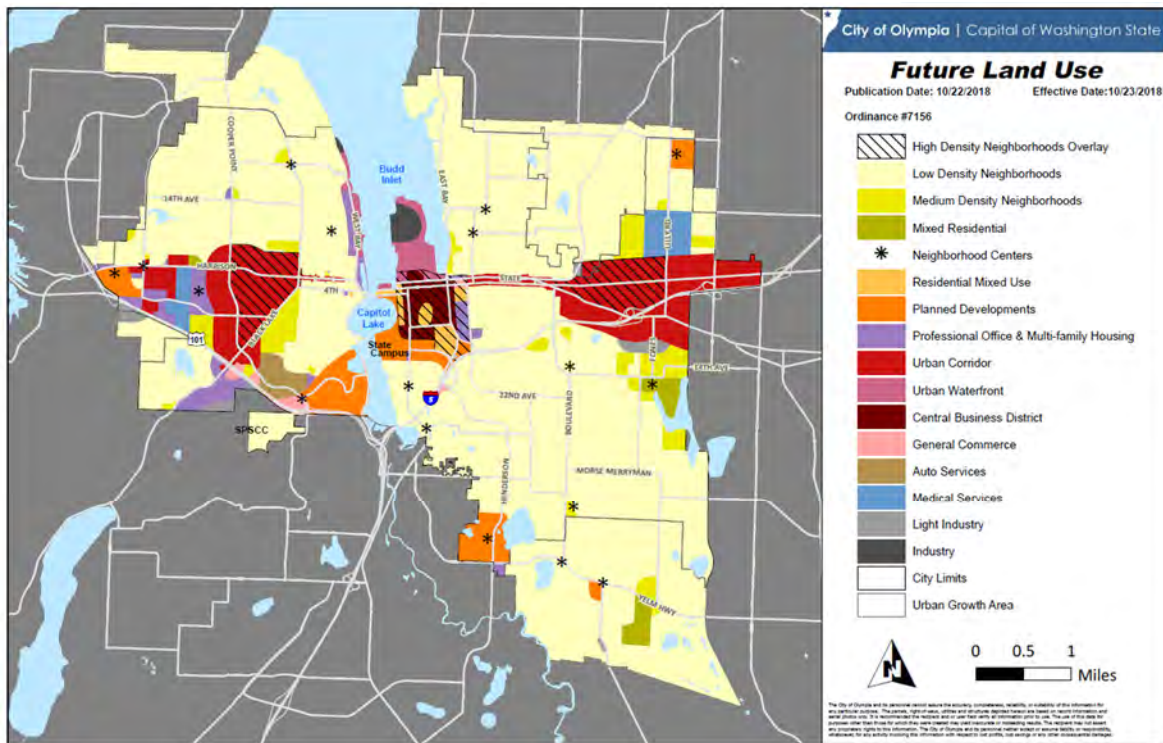 City of Olympia | Capital of Washington State
Future Land Use
Publication Date: 10/22/2018 Effective Date:10/23/2018
Ordinance #7156
High Density Neighborhoods Overlay
Low Density Neighborhoods
Medium Density Neighborhoods
Mixed Residential
Neighborhood Centers
Residential Mixed Use
Planned Developments
Professional Office & Multi-family Housing
Urban Corridor
Urban Waterfront
Central Business District
General Commerce
Auto Services
Medical Services
Light Industry
Industry
City Limits
Urban Growth Area
N
0 0.5 1
Miles
COOPER POINT
Budd
Inlet
EAST BAY
14TH AVE
WEST BAY
LILLY RD
HARRISON
4TH
STATE
Capitol
Lake
BLACK LAKE
101
State
Campus
FONES
18TH AVE
22ND AVE
5
BOULEVARD
SPSCC
MORSE MERRYMAN
HENDERSON
YELM HWY